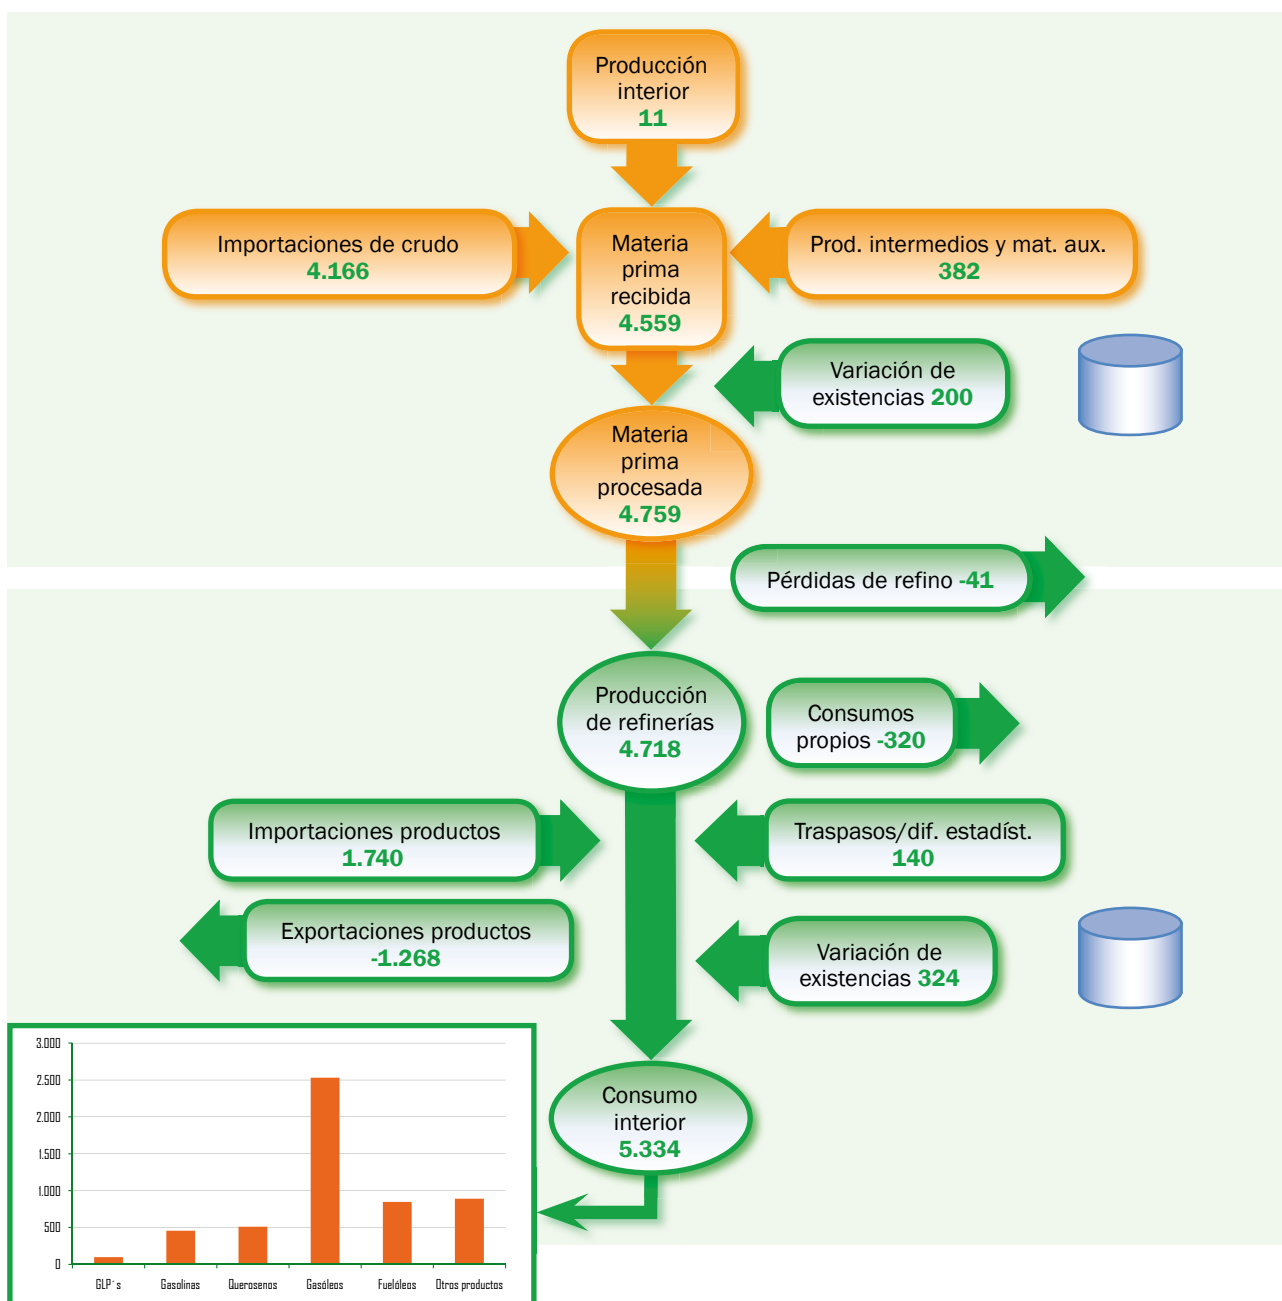 Producción
interior
11
Importaciones de crudo
4.166
Materia
prima
recibida
4.559
Prod. intermedios y mat. aux.
382
Variación de
existencias 200
Materia
prima
procesada
4.759
Pérdidas de refino -41
Producción
de refinerías
4.718
Consumos
propios -320
Importaciones productos
1.740
Traspasos/dif. estadíst.
140
Exportaciones productos
-1.268
Variación de
existencias 324
Consumo
interior
5.334
3.000
2.500
2.000
1.500
1.000
500
0
GLP´s Gasolinas Querosenos Gasóleos Fuelóleos Otros productos